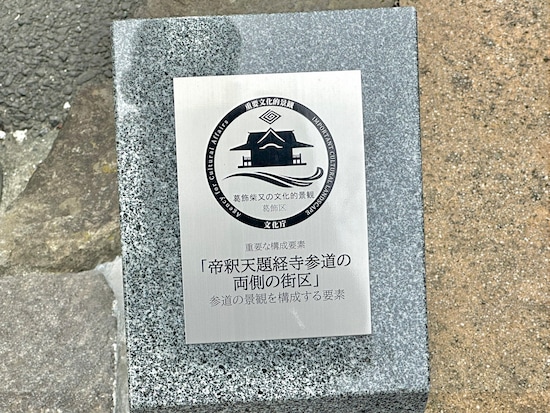 重要文化的景観
Agency for Cultural Affairs
IMPORTANT CULTURAL LANDSCAPE
葛飾柴又の文化的景観
葛飾区
文化庁
重要な構成要素
「帝釈天題経寺参道の
両側の街区」
参道の景観を構成する要素